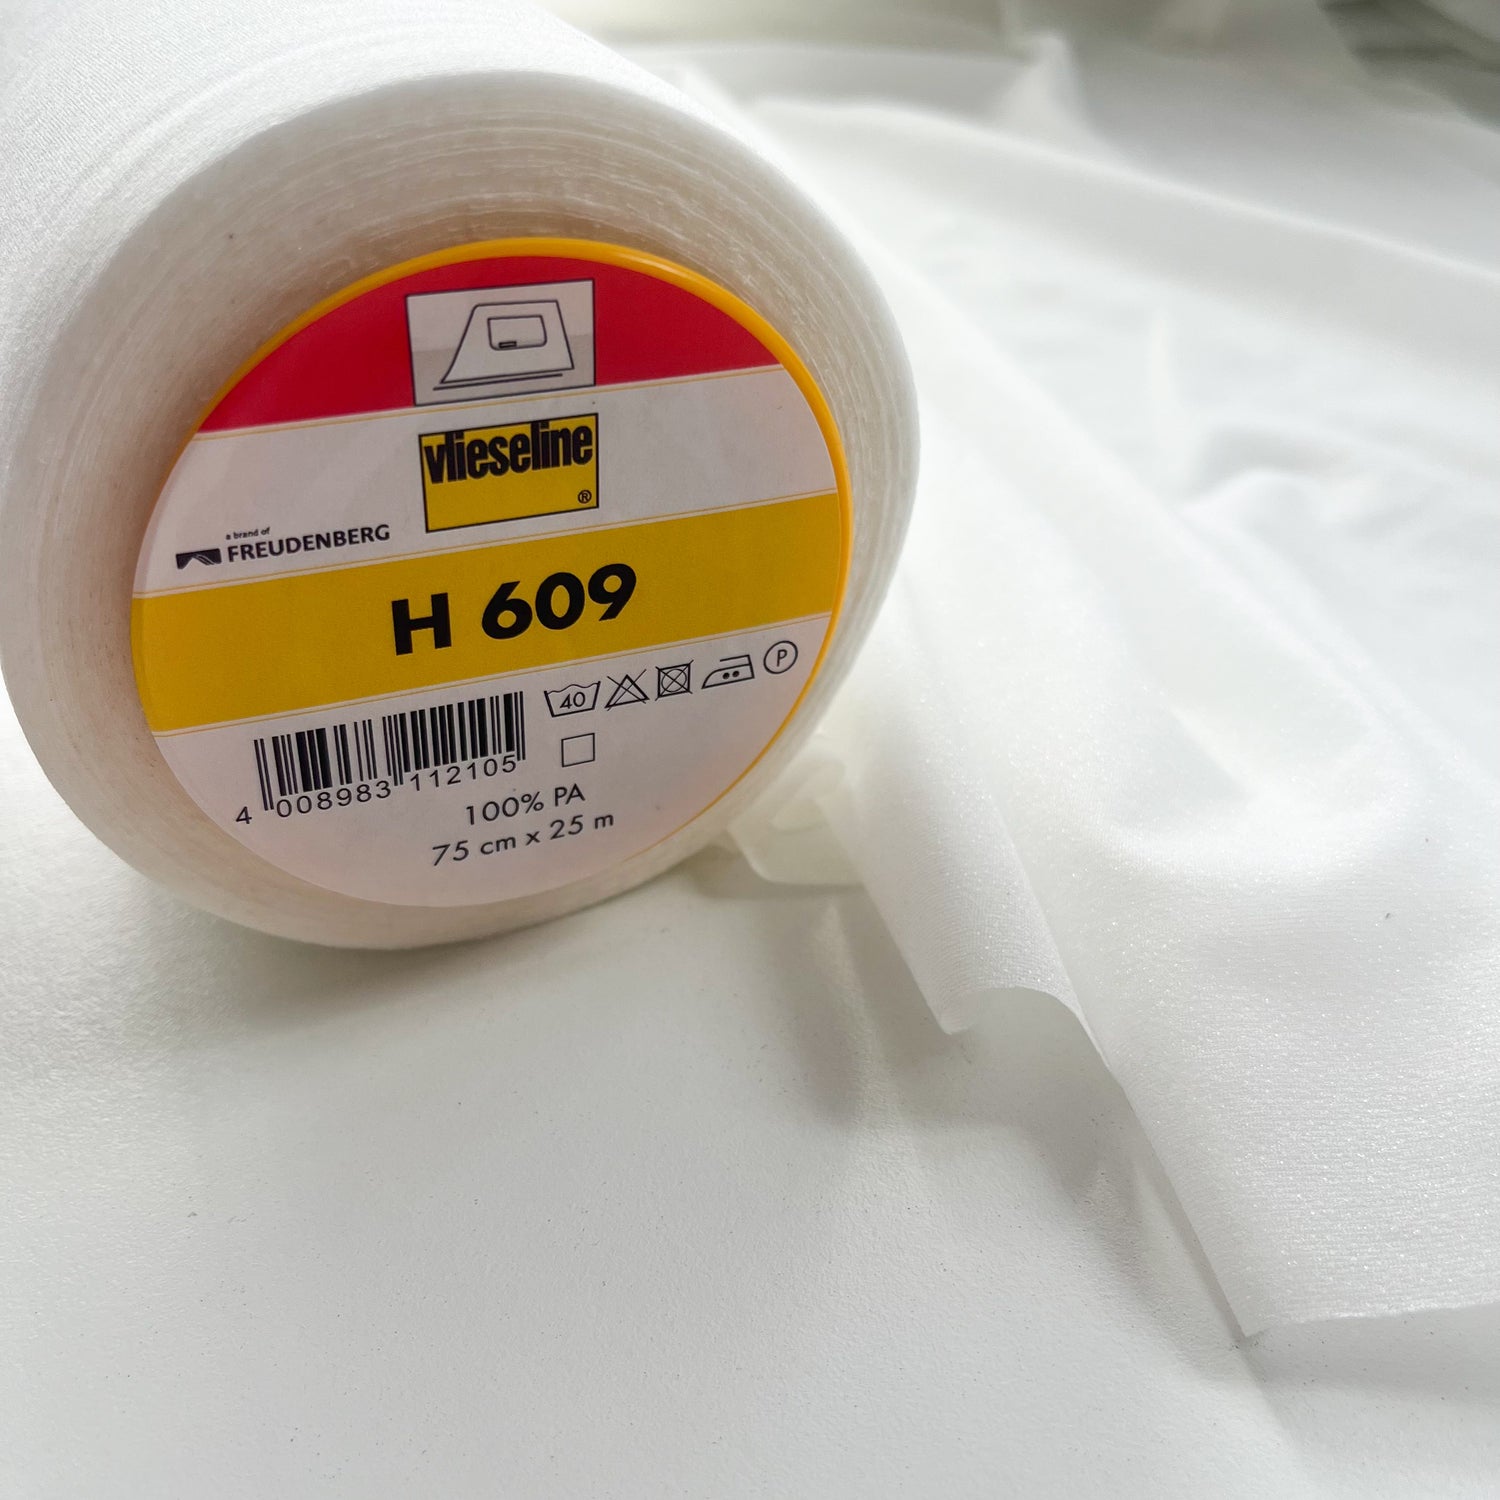 vlieseline
®
a brand of
FREUDENBERG
H 609
40
P
4 008983 112105
100% PA
75 cm x 25 m